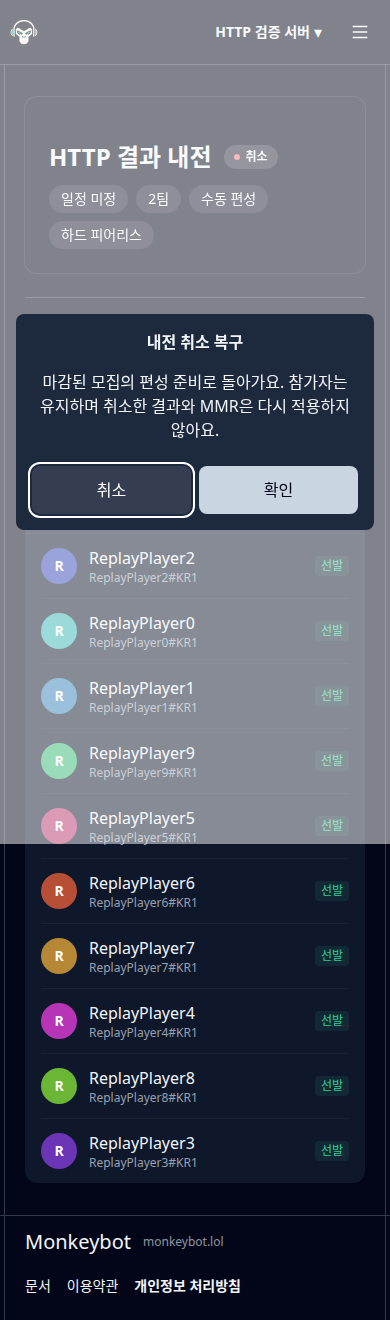 HTTP 검증 서버 ▾
HTTP 결과 내전
취소
일정 미정
2팀
수동 편성
하드 피어리스
내전 취소 복구
마감된 모집의 편성 준비로 돌아가요. 참가자는
유지하며 취소한 결과와 MMR은 다시 적용하지
않아요.
취소
확인
R
ReplayPlayer2
ReplayPlayer2#KR1
선발
R
ReplayPlayer0
ReplayPlayer0#KR1
선발
R
ReplayPlayer1
ReplayPlayer1#KR1
선발
R
ReplayPlayer9
ReplayPlayer9#KR1
선발
R
ReplayPlayer5
ReplayPlayer5#KR1
선발
R
ReplayPlayer6
ReplayPlayer6#KR1
선발
R
ReplayPlayer7
ReplayPlayer7#KR1
선발
R
ReplayPlayer4
ReplayPlayer4#KR1
선발
R
ReplayPlayer8
ReplayPlayer8#KR1
선발
R
ReplayPlayer3
ReplayPlayer3#KR1
선발
Monkeybot monkeybot.lol
문서 이용약관 개인정보 처리방침